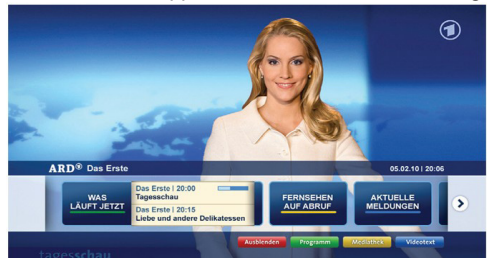 ARD® Das Erste
05.02.10 | 20:06
WAS
LÄUFT JETZT
Das Erste | 20:00
Tagesschau
Das Erste | 20:15
Liebe und andere Delikatessen
FERNSEHEN
AUF ABRUF
AKTUELLE
MELDUNGEN
Ausblenden
Programm
Mediathek
Videotext
tagesschau